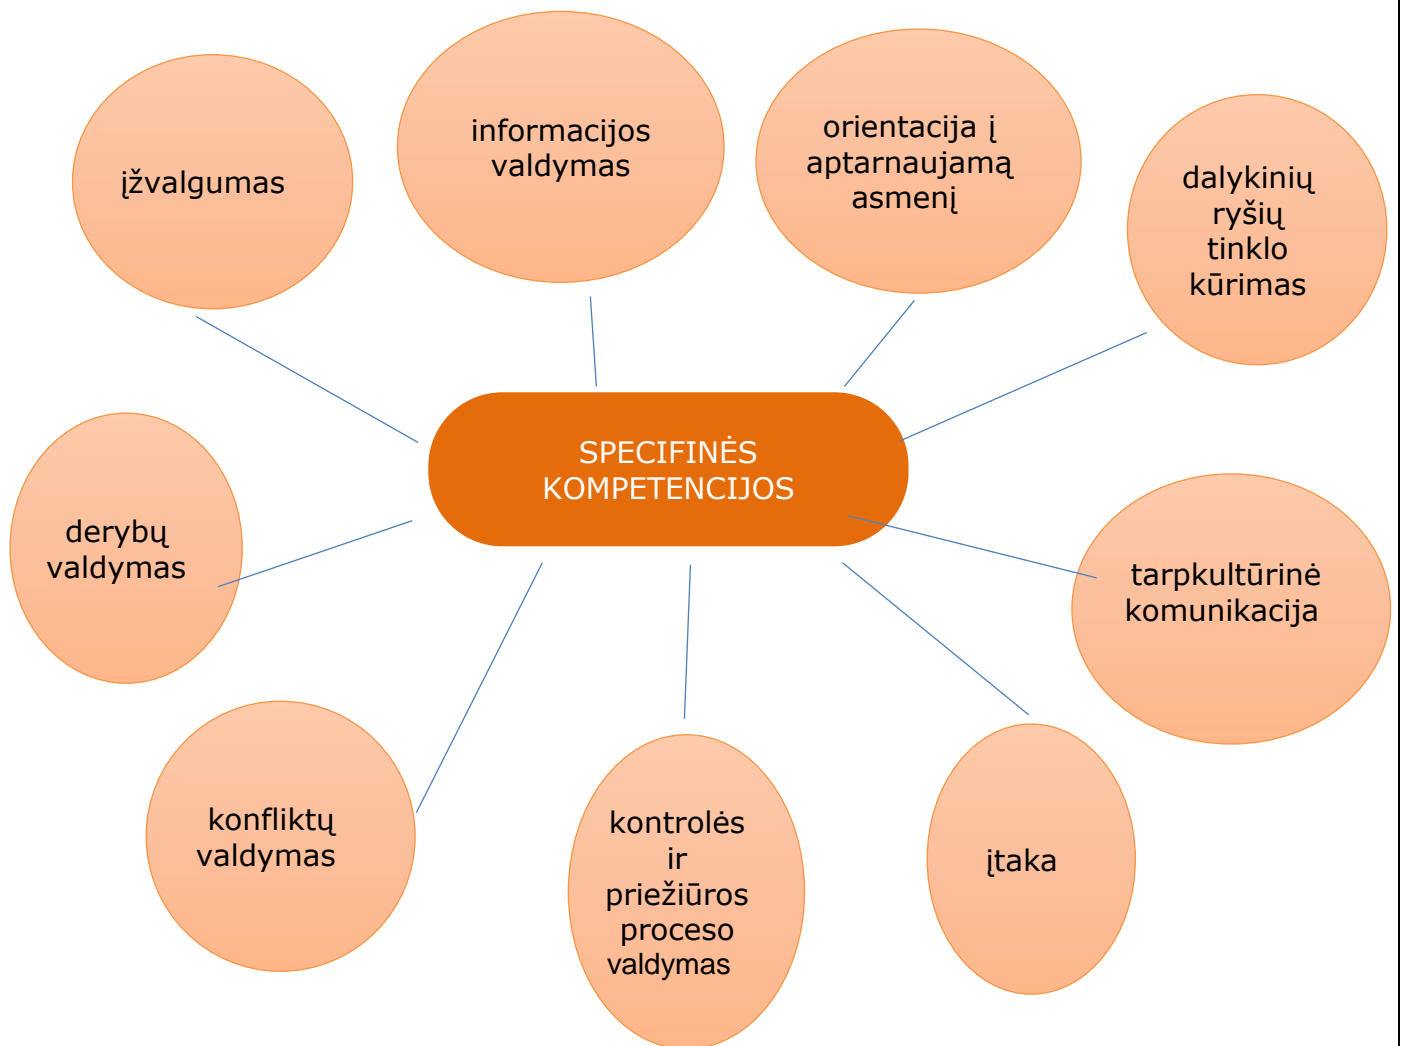 įžvalgumas
informacijos
valdymas
orientacija į
aptarnaujamą
asmenį
dalykinių
ryšių
tinklo
kūrimas
SPECIFINĖS
KOMPETENCIJOS
derybų
valdymas
tarpkultūrinė
komunikacija
konfliktų
valdymas
kontrolės
ir
priežiūros
proceso
valdymas
įtaka